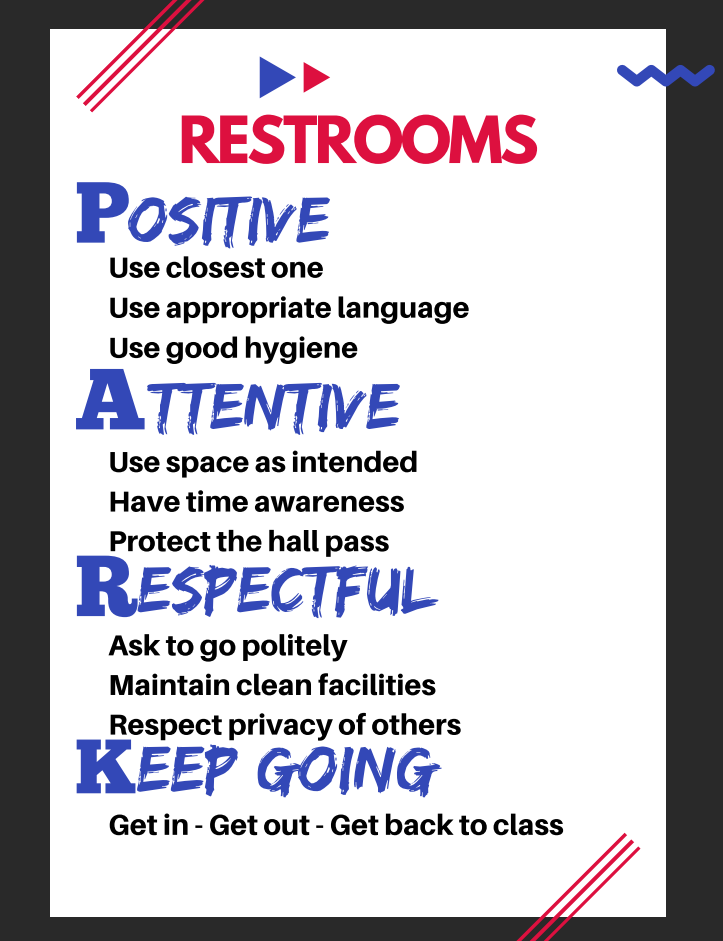 RESTROOMS
POSITIVE
Use closest one
Use appropriate language
Use good hygiene
ATTENTIVE
Use space as intended
Have time awareness
Protect the hall pass
RESPECTFUL
Ask to go politely
Maintain clean facilities
Respect privacy of others
KEEP GOING
Get in - Get out - Get back to class